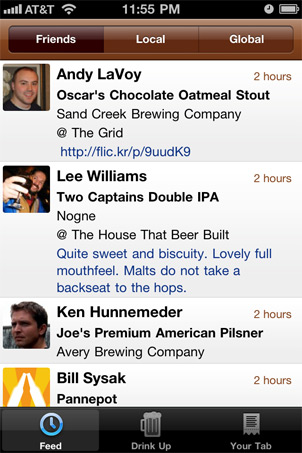 AT&T 11:55 PM
Friends Local Global
Andy LaVoy 2 hours
Oscar's Chocolate Oatmeal Stout
Sand Creek Brewing Company
@ The Grid
http://flic.kr/p/9uudK9
Lee Williams 2 hours
Two Captains Double IPA
Nogne
@ The House That Beer Built
Quite sweet and biscuity. Lovely full
mouthfeel. Malts do not take a
backseat to the hops.
Ken Hunnemeder 2 hours
Joe's Premium American Pilsner
Avery Brewing Company
Bill Sysak 2 hours
Pannepot
Feed Drink Up Your Tab